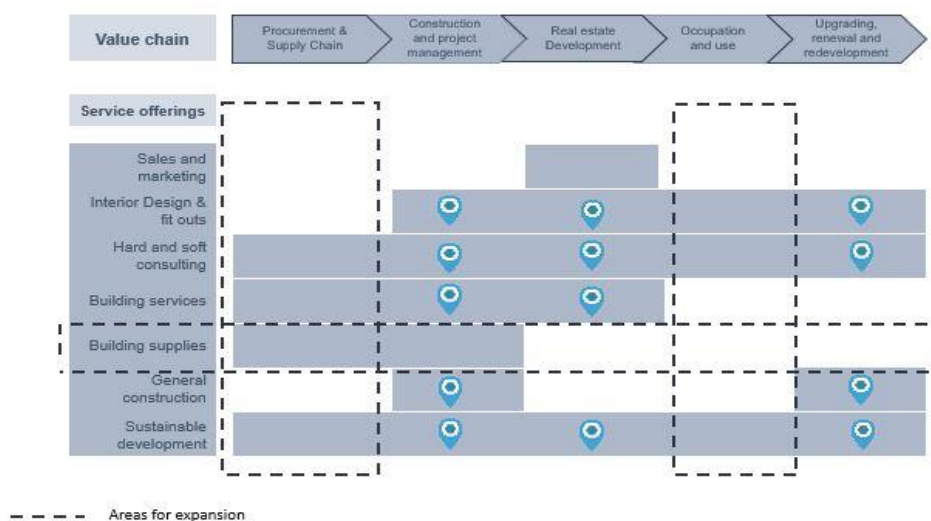 Value chain
Procurement &
Supply Chain
Construction
and project
management
Real estate
Development
Occupation
and use
Upgrading,
renewal and
redevelopment
Service offerings
Sales and
marketing
Interior Design &
fit outs
Hard and soft
consulting
Building services
Building supplies
General
construction
Sustainable
development
Areas for expansion